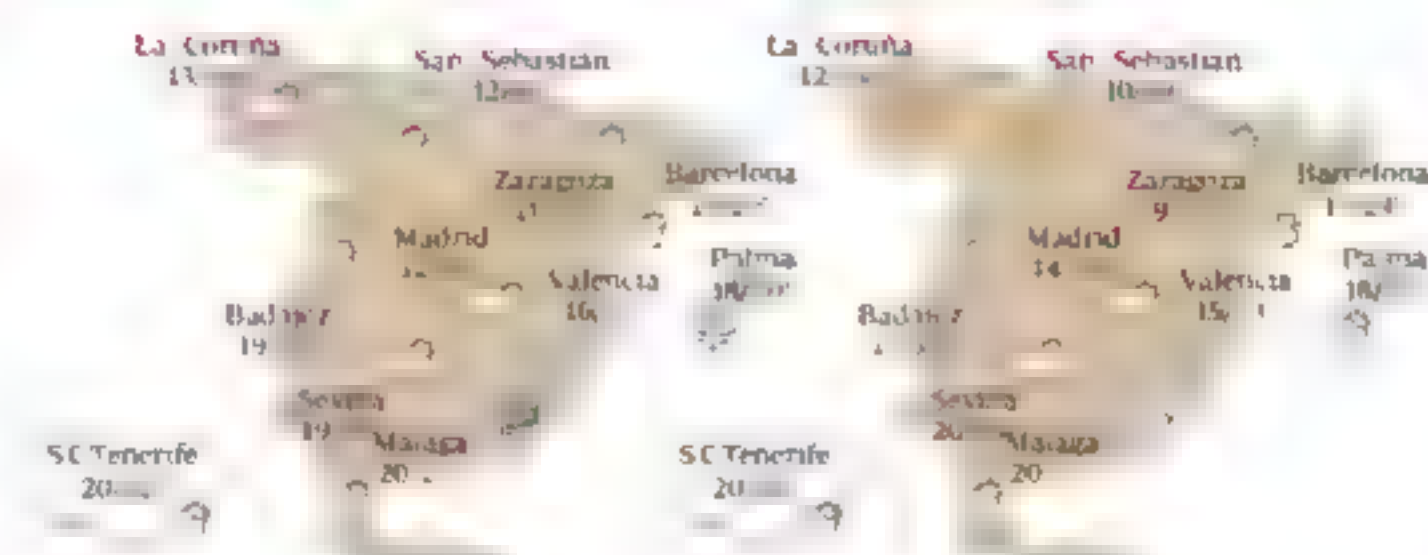 La Coruña
13
San Sebastian
12
Zaragoza
Barcelona
Madrid
Palma
Valencia
16
Badajoz
19
Sevilla
19
Malaga
20
SC Tenerife
20
La Coruña
12
San Sebastian
10
Zaragoza
9
Barcelona
Madrid
14
Palma
Valencia
15
Badajoz
Sevilla
20
Malaga
20
SC Tenerife
20